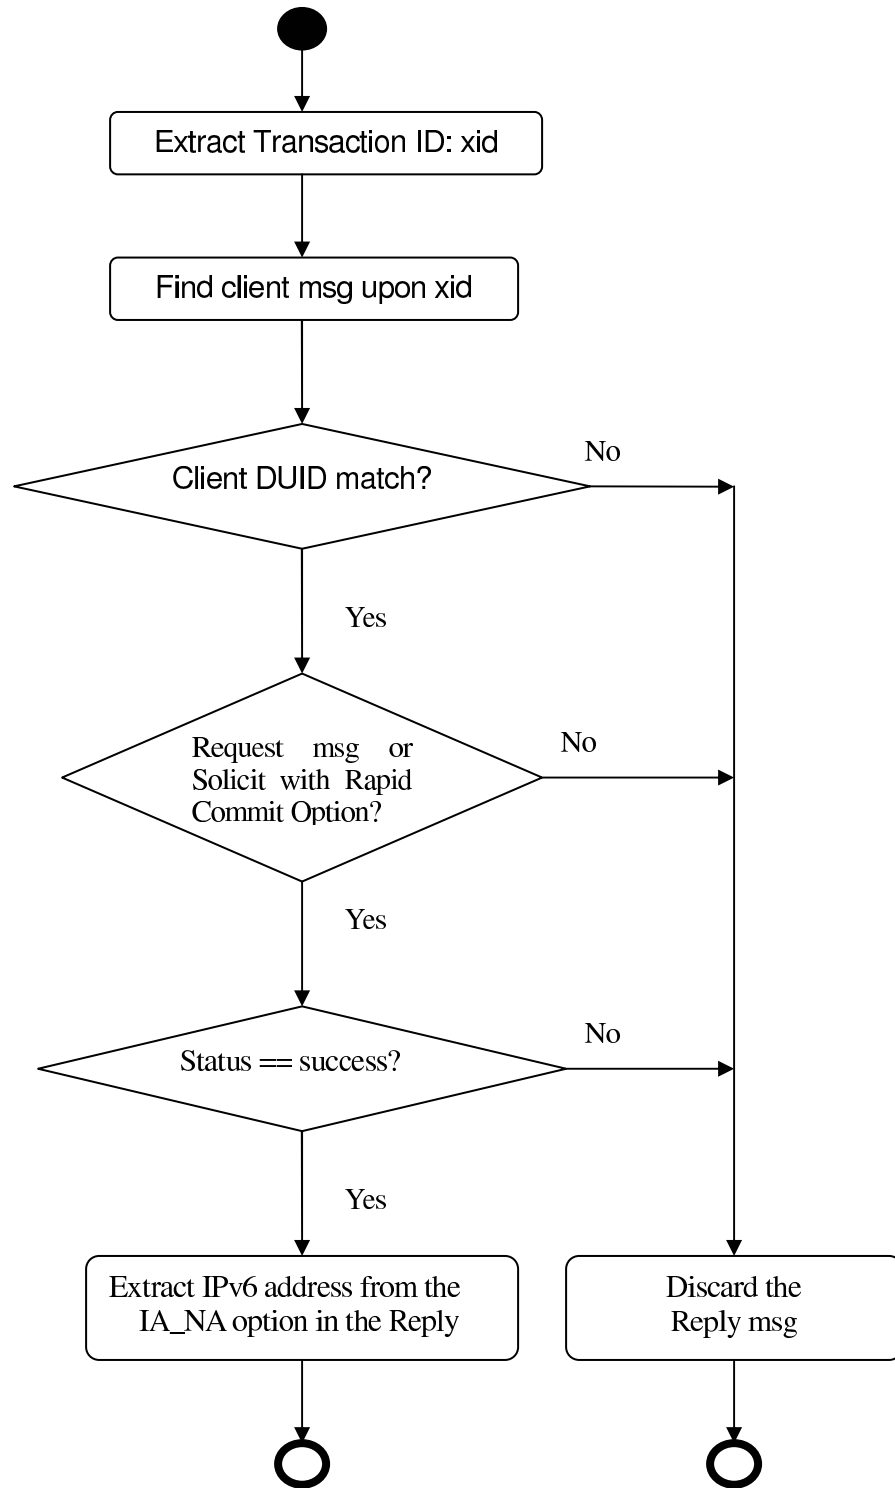 Extract Transaction ID: xid
Find client msg upon xid
Client DUID match?
No
Yes
Request msg or
Solicit with Rapid
Commit Option?
No
Yes
Status == success?
No
Yes
Extract IPv6 address from the
IA_NA option in the Reply
Discard the
Reply msg